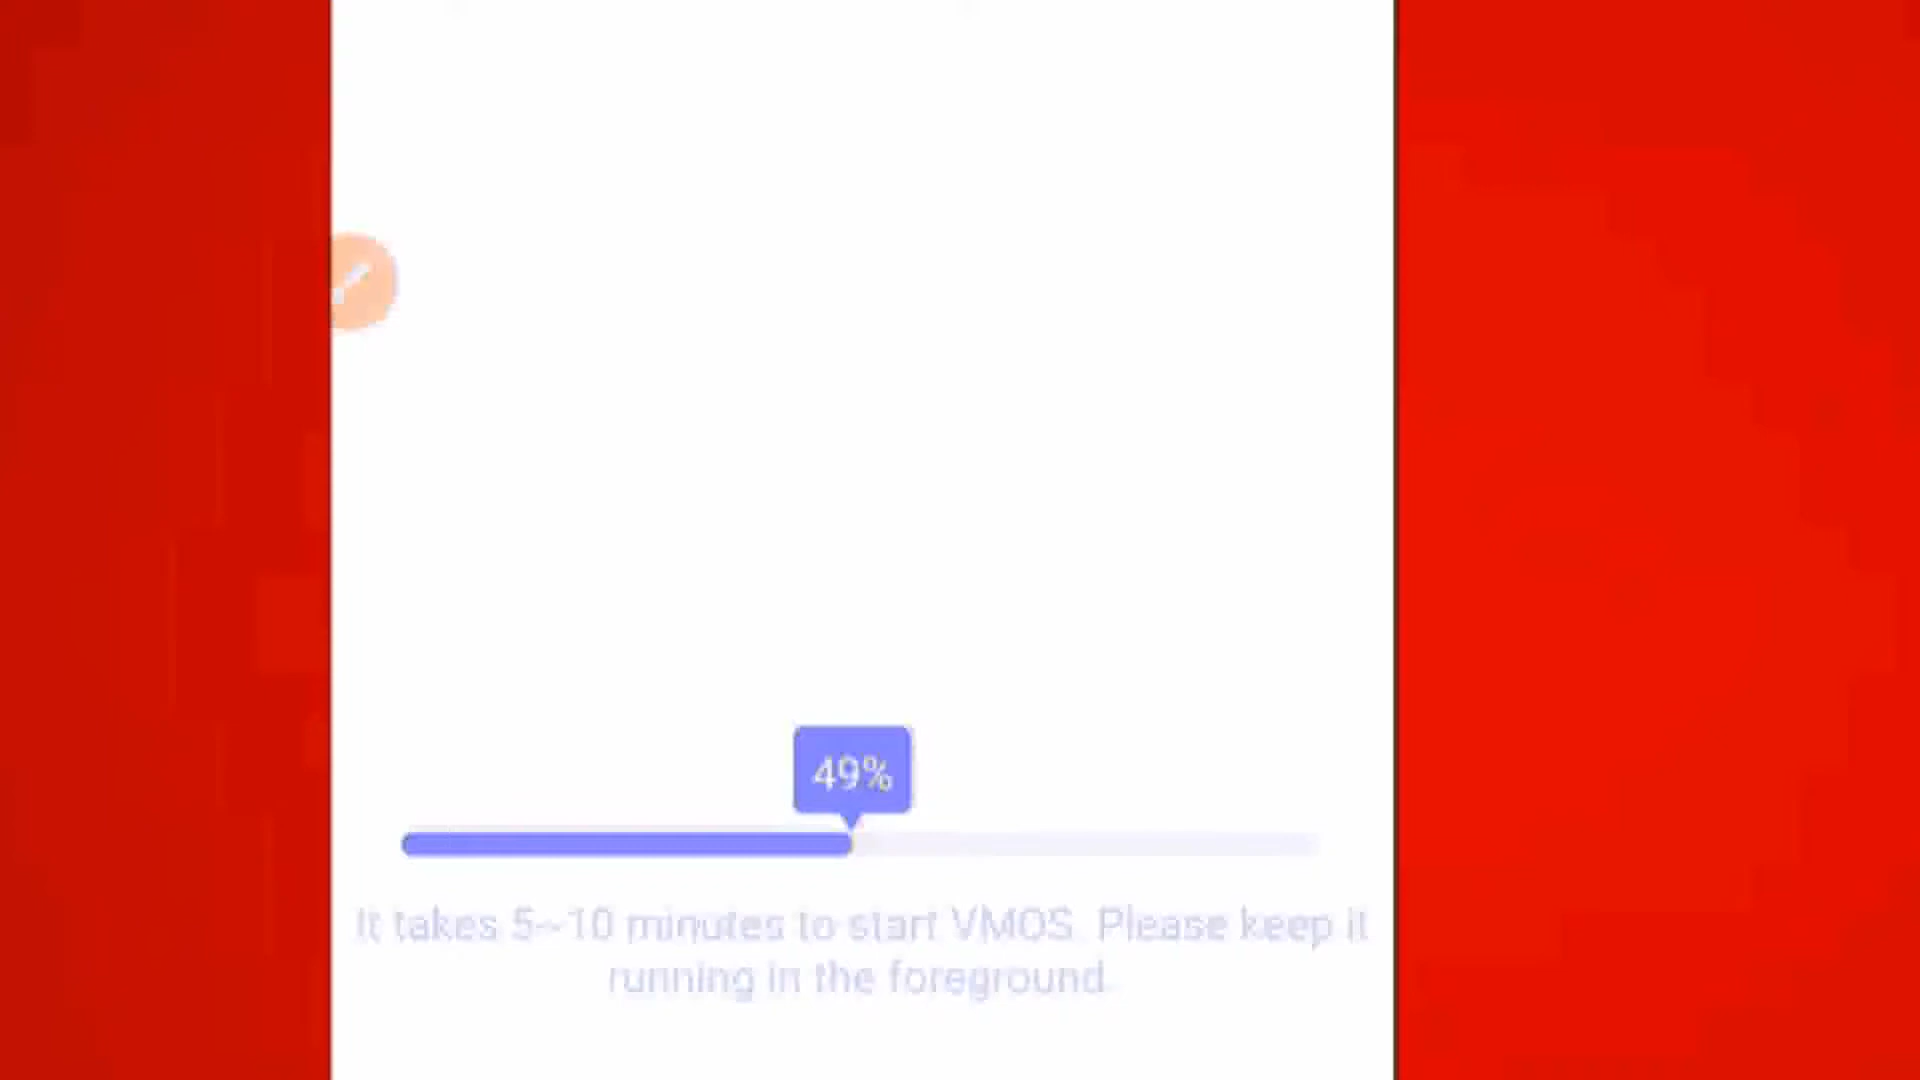 49%
It takes 5~10 minutes to start VMOS. Please keep it
running in the foreground.